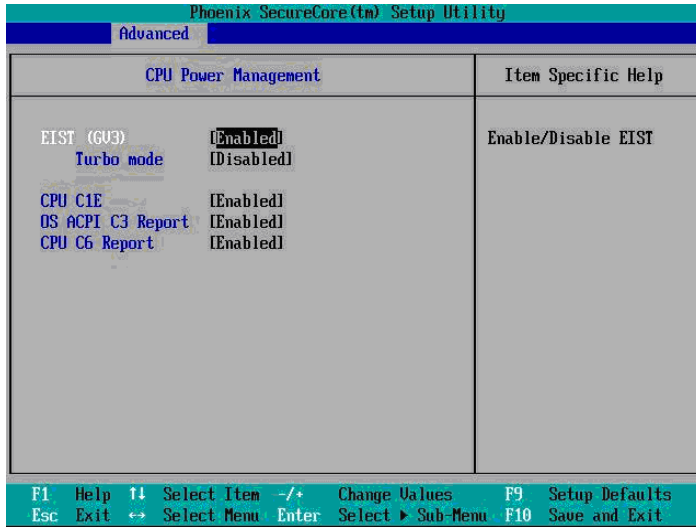 Phoenix SecureCore(tm) Setup Utility
Advanced
CPU Power Management
Item Specific Help
EIST (GV3) [Enabled]
Turbo mode [Disabled]
CPU C1E [Enabled]
OS ACPI C3 Report [Enabled]
CPU C6 Report [Enabled]
Enable/Disable EIST
F1 Help ↑↓ Select Item -/+ Change Values F9 Setup Defaults
Esc Exit ↔ Select Menu Enter Select ▶ Sub-Menu F10 Save and Exit